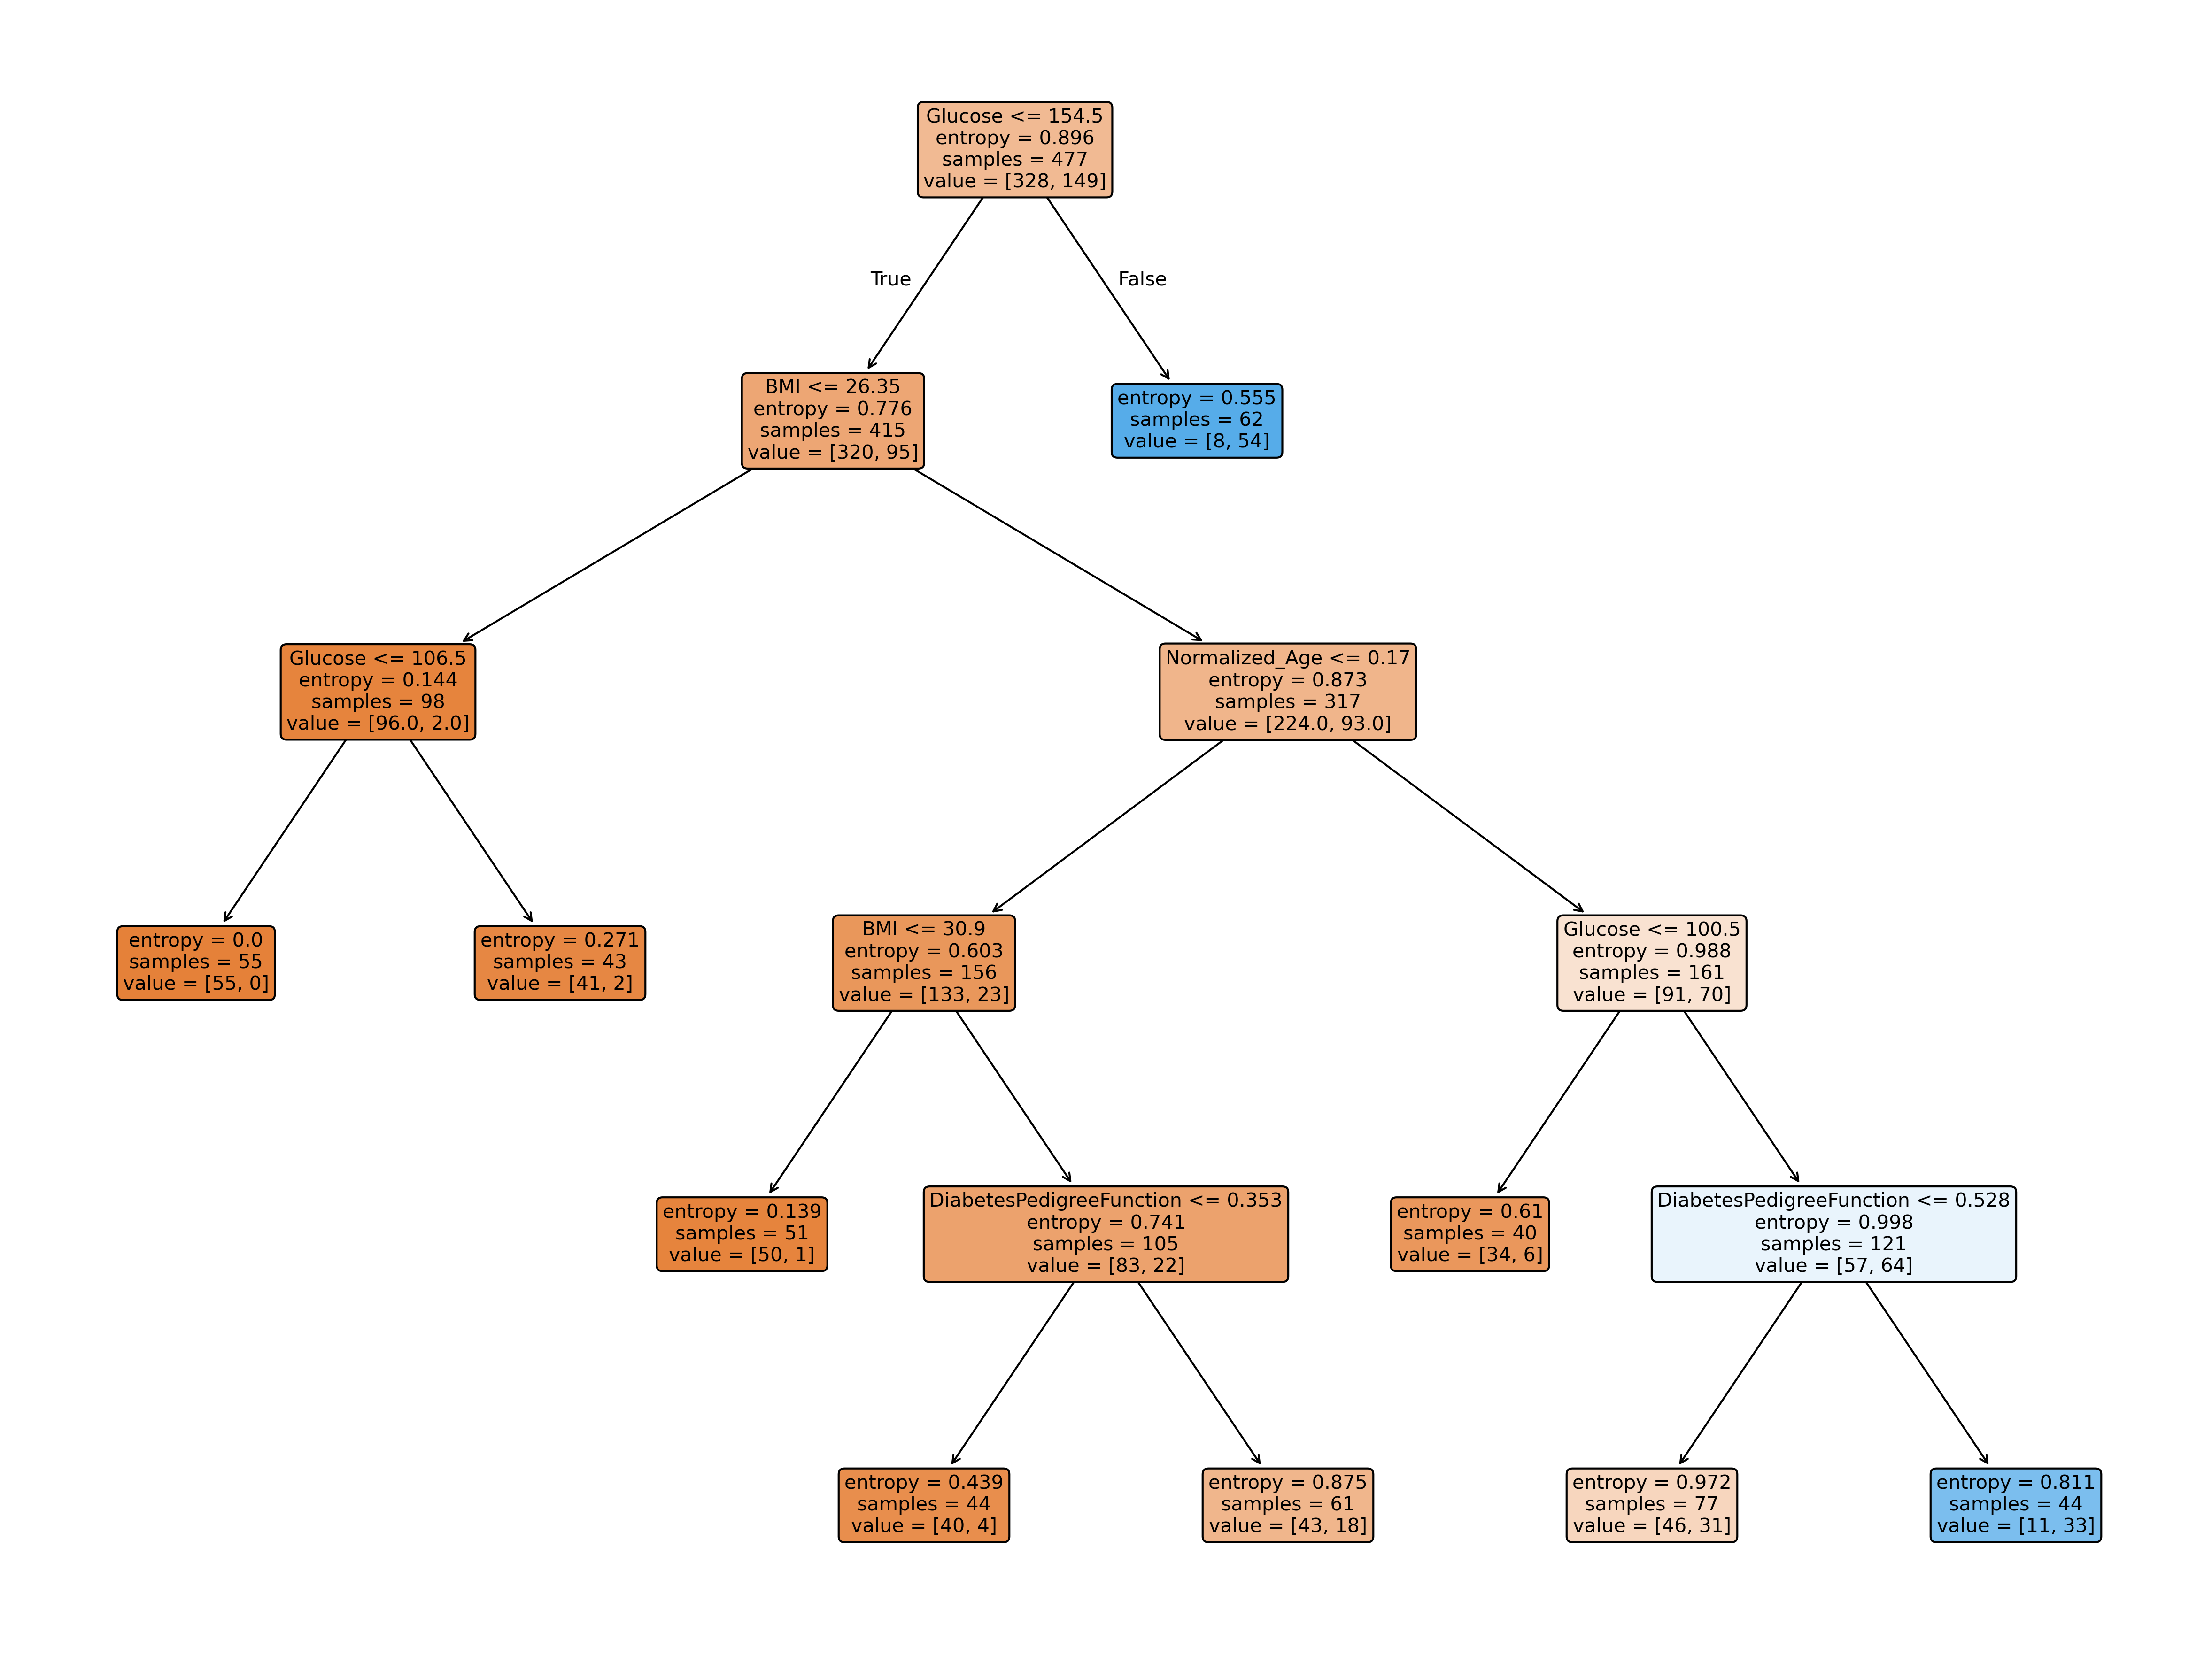 Glucose <= 154.5
entropy = 0.896
samples = 477
value = [328, 149]
True
False
BMI <= 26.35
entropy = 0.776
samples = 415
value = [320, 95]
entropy = 0.555
samples = 62
value = [8, 54]
Glucose <= 106.5
entropy = 0.144
samples = 98
value = [96.0, 2.0]
Normalized_Age <= 0.17
entropy = 0.873
samples = 317
value = [224.0, 93.0]
entropy = 0.0
samples = 55
value = [55, 0]
entropy = 0.271
samples = 43
value = [41, 2]
BMI <= 30.9
entropy = 0.603
samples = 156
value = [133, 23]
Glucose <= 100.5
entropy = 0.988
samples = 161
value = [91, 70]
entropy = 0.139
samples = 51
value = [50, 1]
DiabetesPedigreeFunction <= 0.353
entropy = 0.741
samples = 105
value = [83, 22]
entropy = 0.61
samples = 40
value = [34, 6]
DiabetesPedigreeFunction <= 0.528
entropy = 0.998
samples = 121
value = [57, 64]
entropy = 0.439
samples = 44
value = [40, 4]
entropy = 0.875
samples = 61
value = [43, 18]
entropy = 0.972
samples = 77
value = [46, 31]
entropy = 0.811
samples = 44
value = [11, 33]